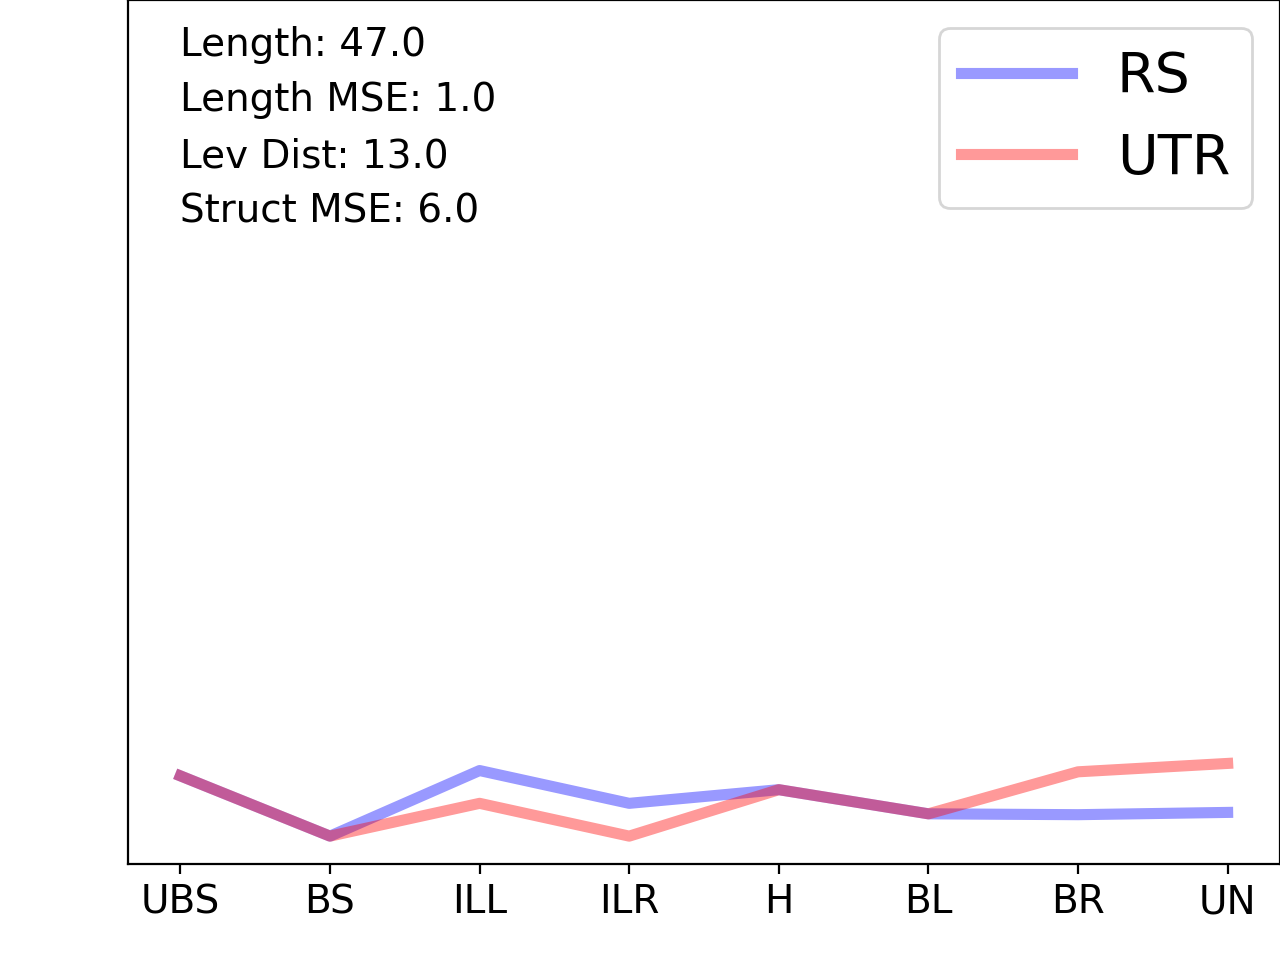 Length: 47.0
Length MSE: 1.0
Lev Dist: 13.0
Struct MSE: 6.0
RS
UTR
UBS BS ILL ILR H BL BR UN